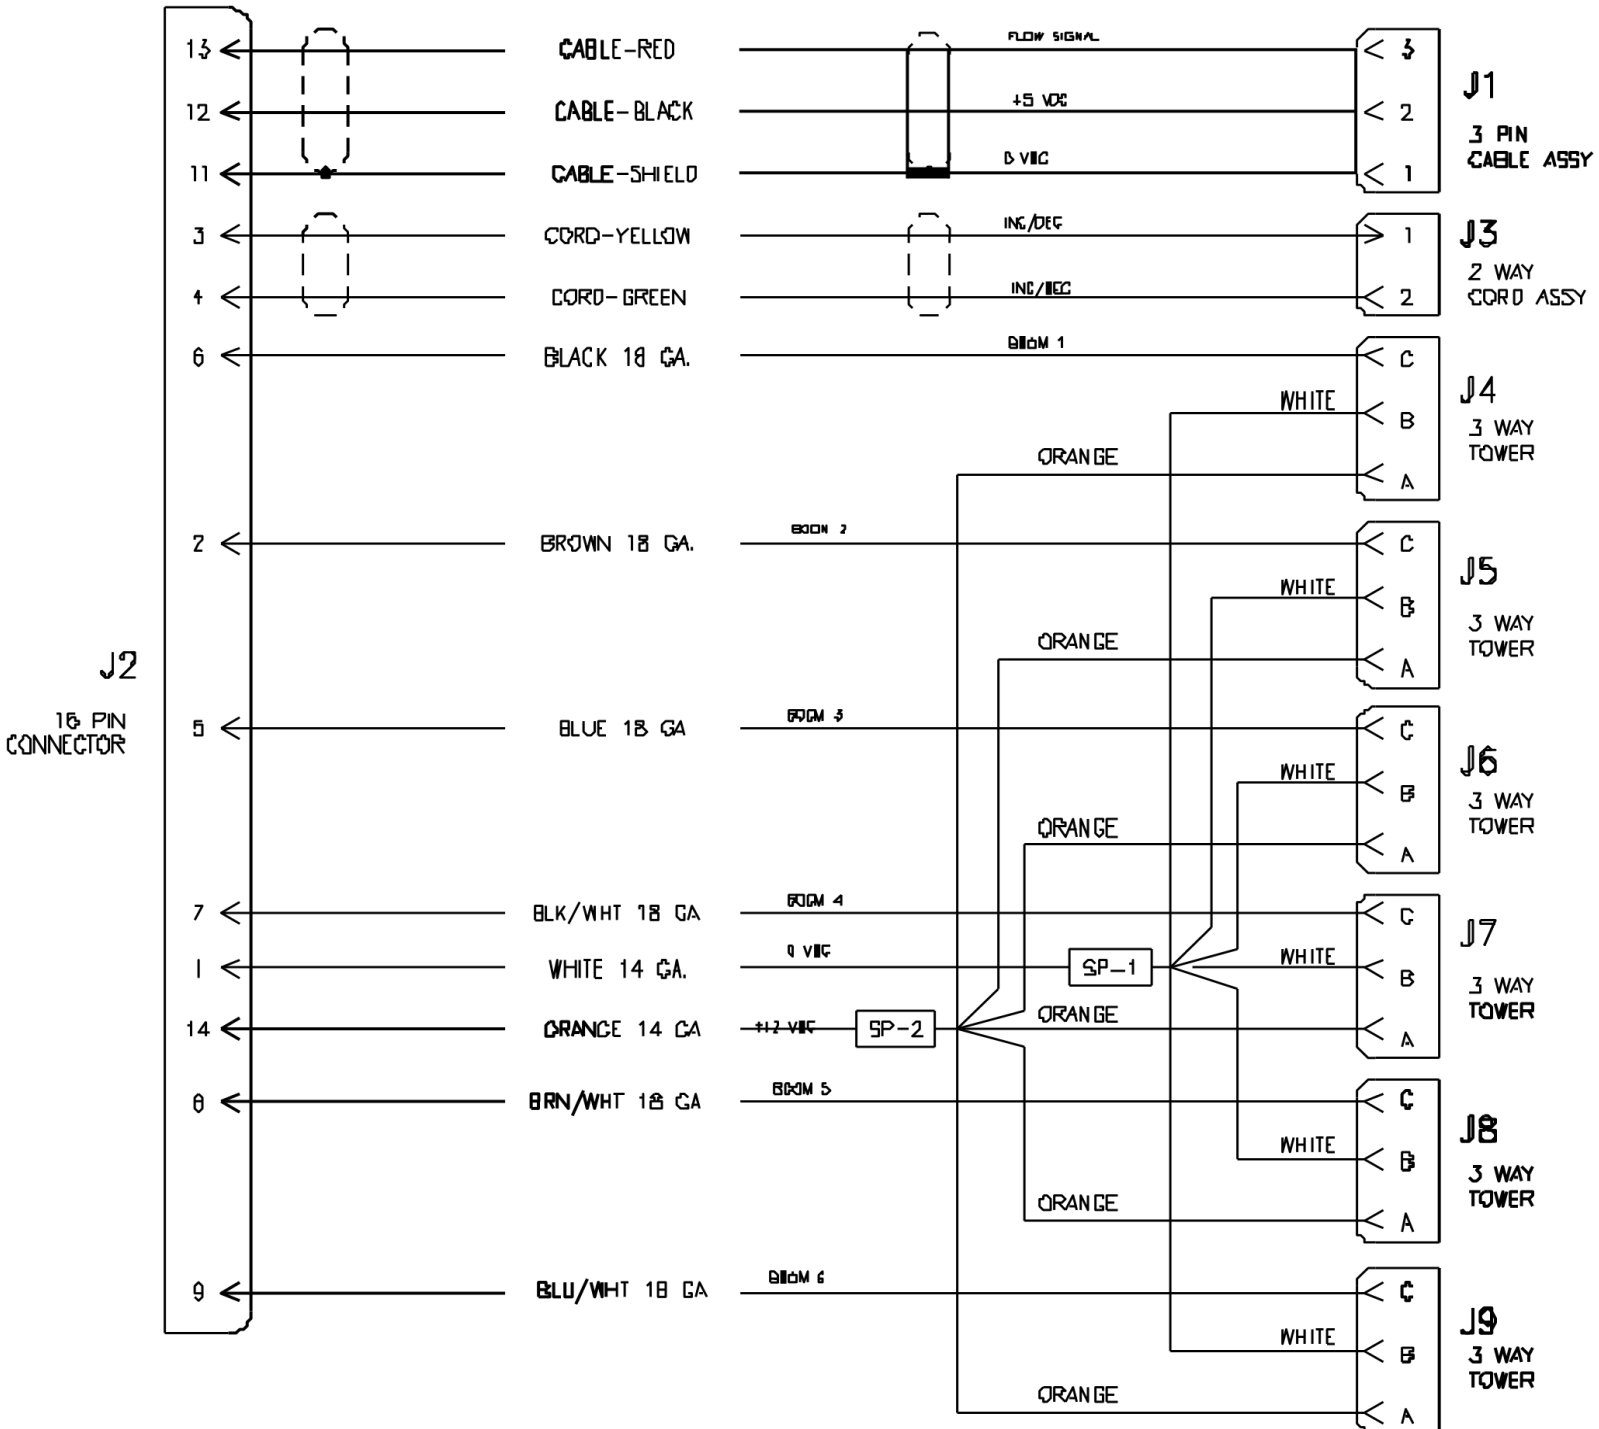 13 CABLE-RED FLOW SIGNAL 3
12 CABLE-BLACK +5 VDC 2
11 CABLE-SHIELD 0 VDC 1
J1
3 PIN
CABLE ASSY
3 CORD-YELLOW INC/DEC 1
4 CORD-GREEN INC/DEC 2
J3
2 WAY
CORD ASSY
6 BLACK 18 GA. BOOM 1 C
WHITE B
ORANGE A
J4
3 WAY
TOWER
2 BROWN 18 GA. BOOM 2 C
WHITE B
ORANGE A
J5
3 WAY
TOWER
J2
16 PIN
CONNECTOR
5 BLUE 18 GA BOOM 3 C
WHITE B
ORANGE A
J6
3 WAY
TOWER
7 BLK/WHT 18 GA BOOM 4 C
1 WHITE 14 GA. 0 VDC SP-1 WHITE B
14 ORANGE 14 GA +12 VDC SP-2 ORANGE A
J7
3 WAY
TOWER
8 BRN/WHT 18 GA BOOM 5 C
WHITE B
ORANGE A
J8
3 WAY
TOWER
9 BLU/WHT 18 GA BOOM 6 C
WHITE B
ORANGE A
J9
3 WAY
TOWER